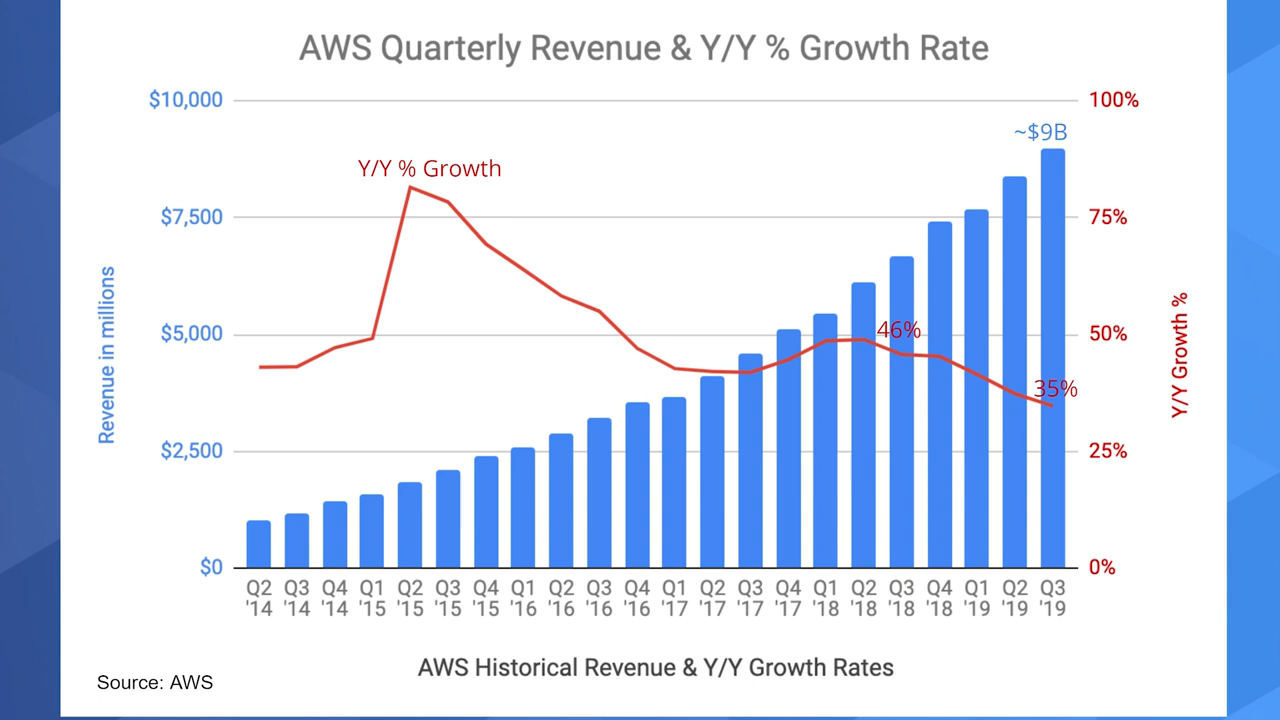 AWS Quarterly Revenue & Y/Y % Growth Rate
$10,000
100%
~$9B
Y/Y % Growth
$7,500
75%
Revenue in millions
$5,000
46%
50%
Y/Y Growth %
35%
$2,500
25%
$0
0%
Q2 Q3 Q4 Q1 Q2 Q3 Q4 Q1 Q2 Q3 Q4 Q1 Q2 Q3 Q4 Q1 Q2 Q3 Q4 Q1 Q2 Q3
'14 '14 '14 '15 '15 '15 '15 '16 '16 '16 '16 '17 '17 '17 '17 '18 '18 '18 '18 '19 '19 '19
AWS Historical Revenue & Y/Y Growth Rates
Source: AWS